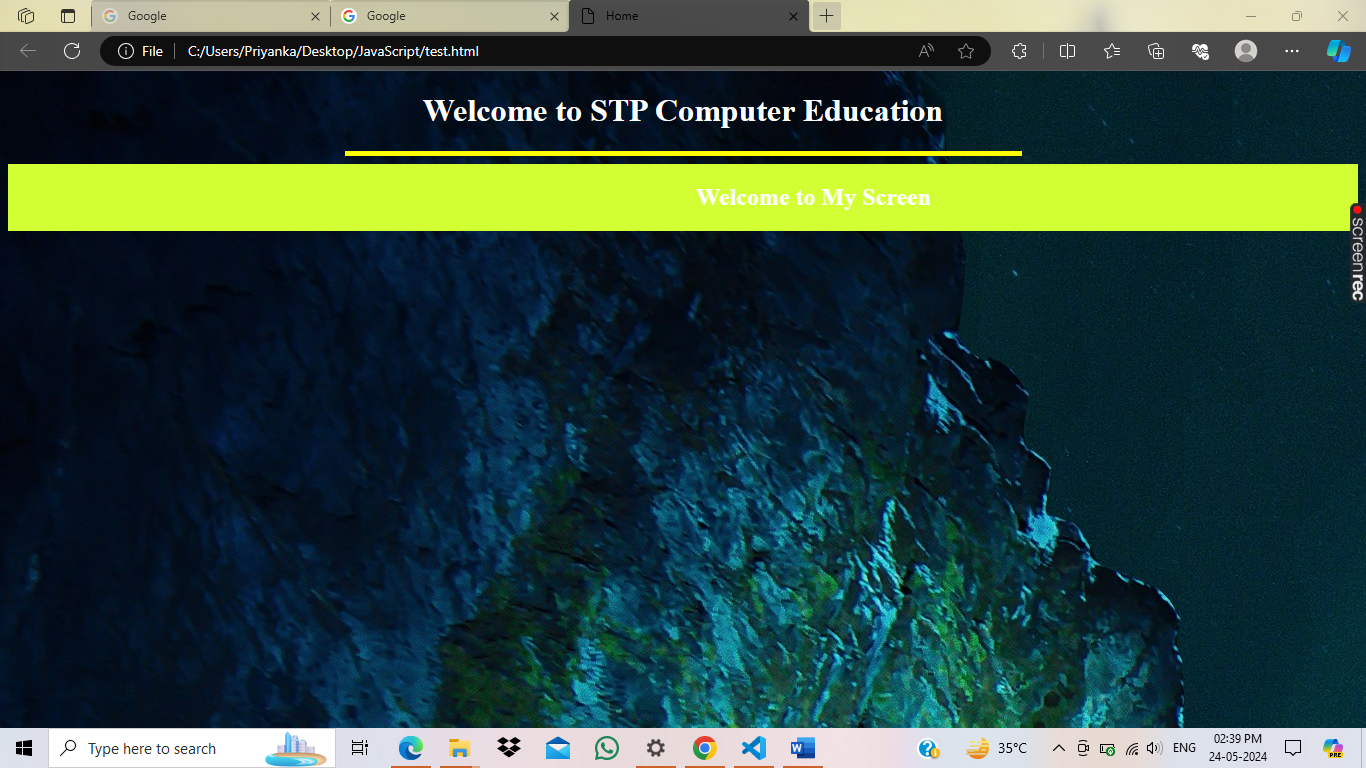 Google
Google
Home
File
C:/Users/Priyanka/Desktop/JavaScript/test.html
Welcome to STP Computer Education
Welcome to My Screen
screenrec
Type here to search
35°C
ENG
02:39 PM
24-05-2024
PRE